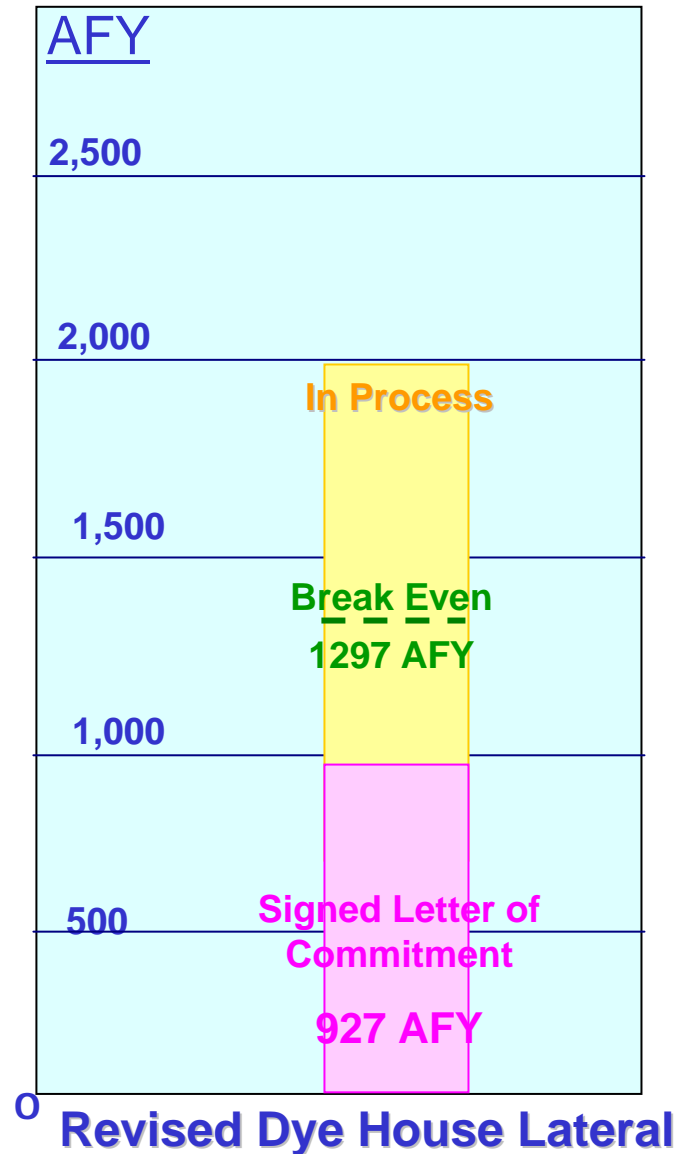 AFY
2,500
2,000
In Process
1,500
Break Even
1297 AFY
1,000
Signed Letter of
500
Commitment
927 AFY
0
Revised Dye House Lateral